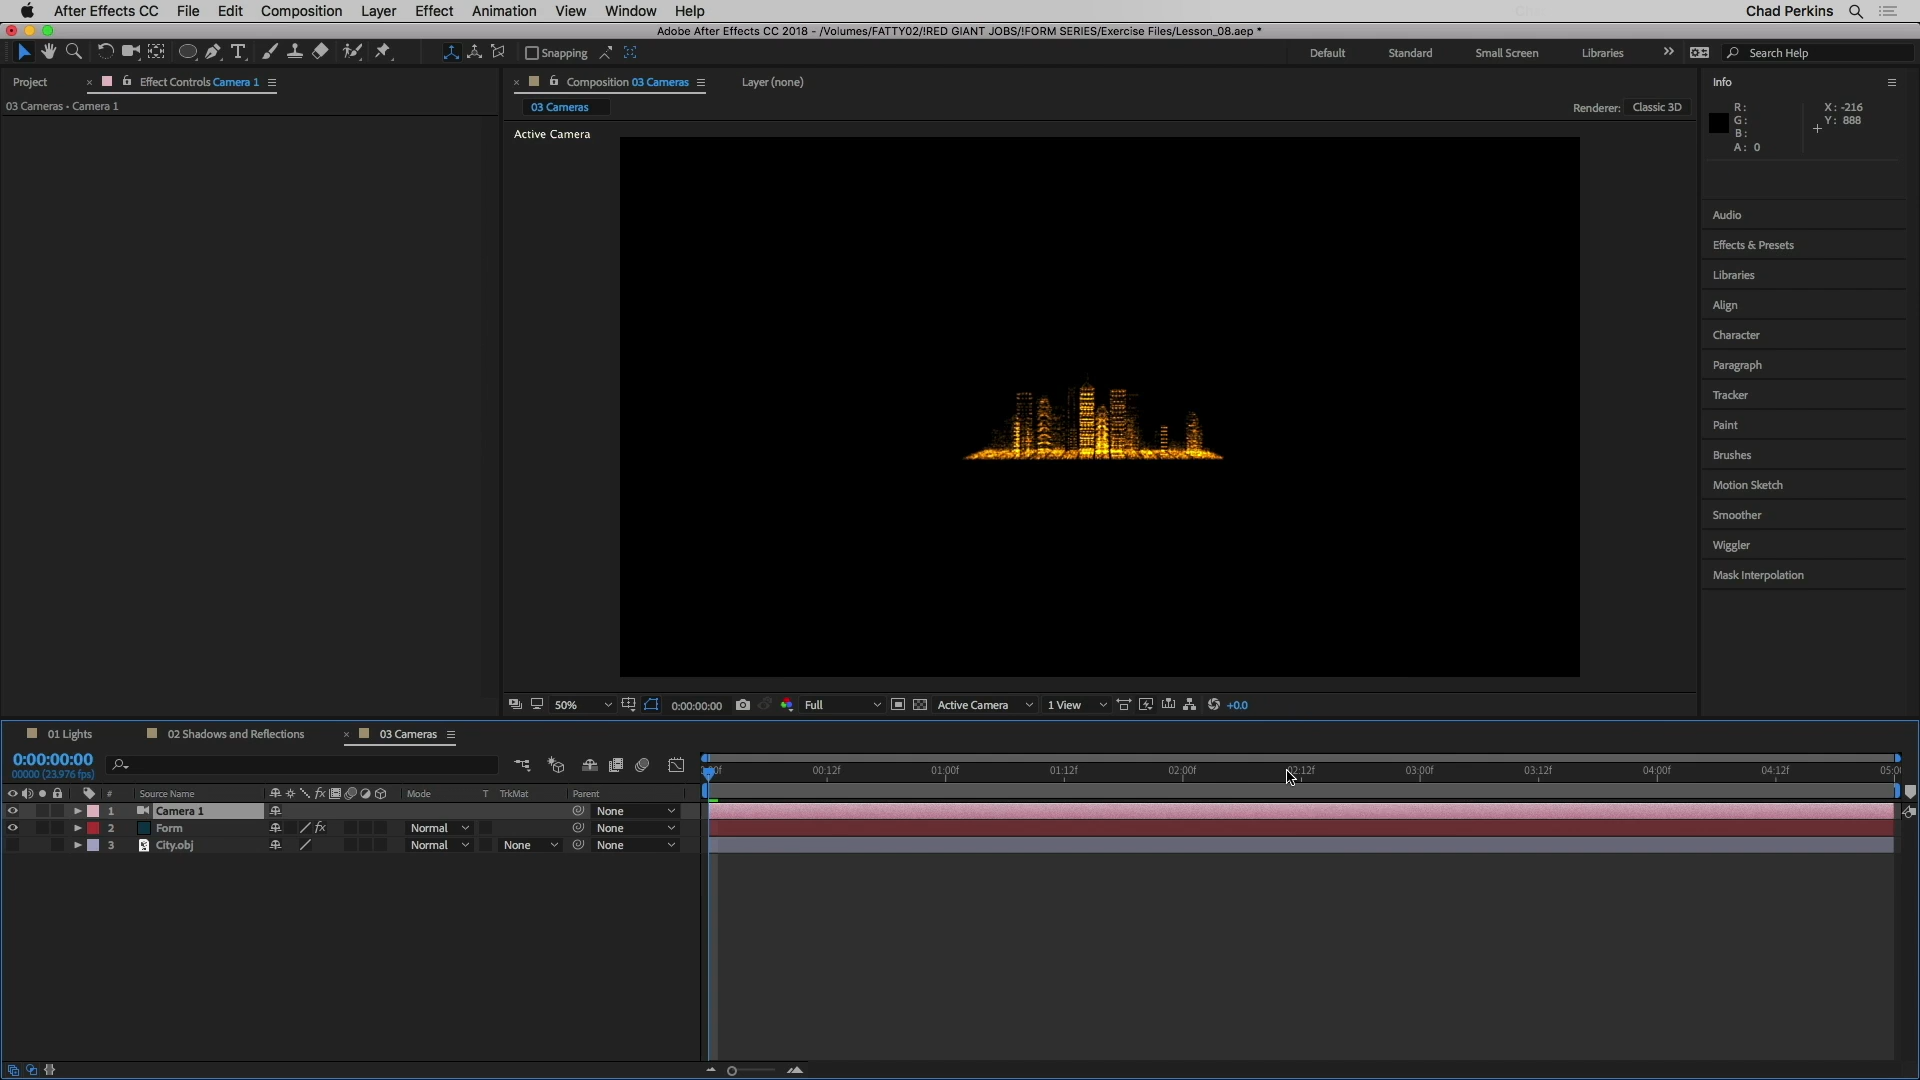 After Effects CC File Edit Composition Layer Effect Animation View Window Help Chad Perkins
Adobe After Effects CC 2018 - /Volumes/FATTY02/!RED GIANT JOBS/!FORM SERIES/Exercise Files/Lesson_08.aep *
Snapping Default Standard Small Screen Libraries Search Help
Project Effect Controls Camera 1 Composition 03 Cameras Layer (none) Info
03 Cameras • Camera 1 03 Cameras Renderer: Classic 3D
Active Camera
R: X: -216
G: Y: 888
B:
A: 0
Audio
Effects & Presets
Libraries
Align
Character
Paragraph
Tracker
Paint
Brushes
Motion Sketch
Smoother
Wiggler
Mask Interpolation
50% 0:00:00:00 Full Active Camera 1 View +0.0
01 Lights 02 Shadows and Reflections 03 Cameras
0:00:00:00
00000 (23.976 fps)
00:12f 01:00f 01:12f 02:00f 02:12f 03:00f 03:12f 04:00f 04:12f
# Source Name fx Mode T TrkMat Parent
1 Camera 1 None
2 Form fx Normal None
3 City.obj Normal None None